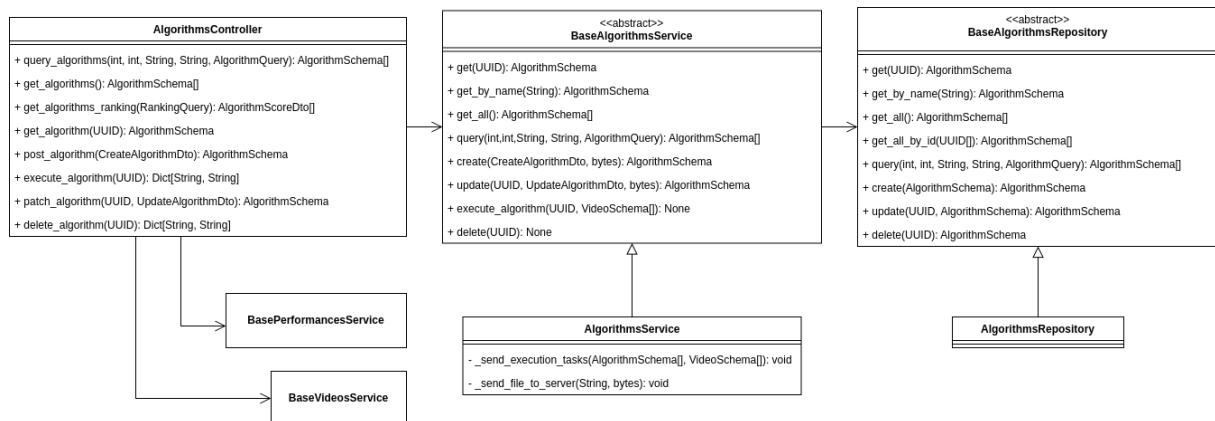 AlgorithmsController
+ query_algorithms(int, int, String, String, AlgorithmQuery): AlgorithmSchema[]
+ get_algorithms(): AlgorithmSchema[]
+ get_algorithms_ranking(RankingQuery): AlgorithmScoreDto[]
+ get_algorithm(UUID): AlgorithmSchema
+ post_algorithm(CreateAlgorithmDto): AlgorithmSchema
+ execute_algorithm(UUID): Dict[String, String]
+ patch_algorithm(UUID, UpdateAlgorithmDto): AlgorithmSchema
+ delete_algorithm(UUID): Dict[String, String]
<<abstract>>
BaseAlgorithmsService
+ get(UUID): AlgorithmSchema
+ get_by_name(String): AlgorithmSchema
+ get_all(): AlgorithmSchema[]
+ query(int,int,String, String, AlgorithmQuery): AlgorithmSchema[]
+ create(CreateAlgorithmDto, bytes): AlgorithmSchema
+ update(UUID, UpdateAlgorithmDto, bytes): AlgorithmSchema
+ execute_algorithm(UUID, VideoSchema[]): None
+ delete(UUID): None
<<abstract>>
BaseAlgorithmsRepository
+ get(UUID): AlgorithmSchema
+ get_by_name(String): AlgorithmSchema
+ get_all(): AlgorithmSchema[]
+ get_all_by_id(UUID[]): AlgorithmSchema[]
+ query(int, int, String, String, AlgorithmQuery): AlgorithmSchema[]
+ create(AlgorithmSchema): AlgorithmSchema
+ update(UUID, AlgorithmSchema): AlgorithmSchema
+ delete(UUID): AlgorithmSchema
BasePerformancesService
BaseVideosService
AlgorithmsService
- _send_execution_tasks(AlgorithmSchema[], VideoSchema[]): void
- _send_file_to_server(String, bytes): void
AlgorithmsRepository